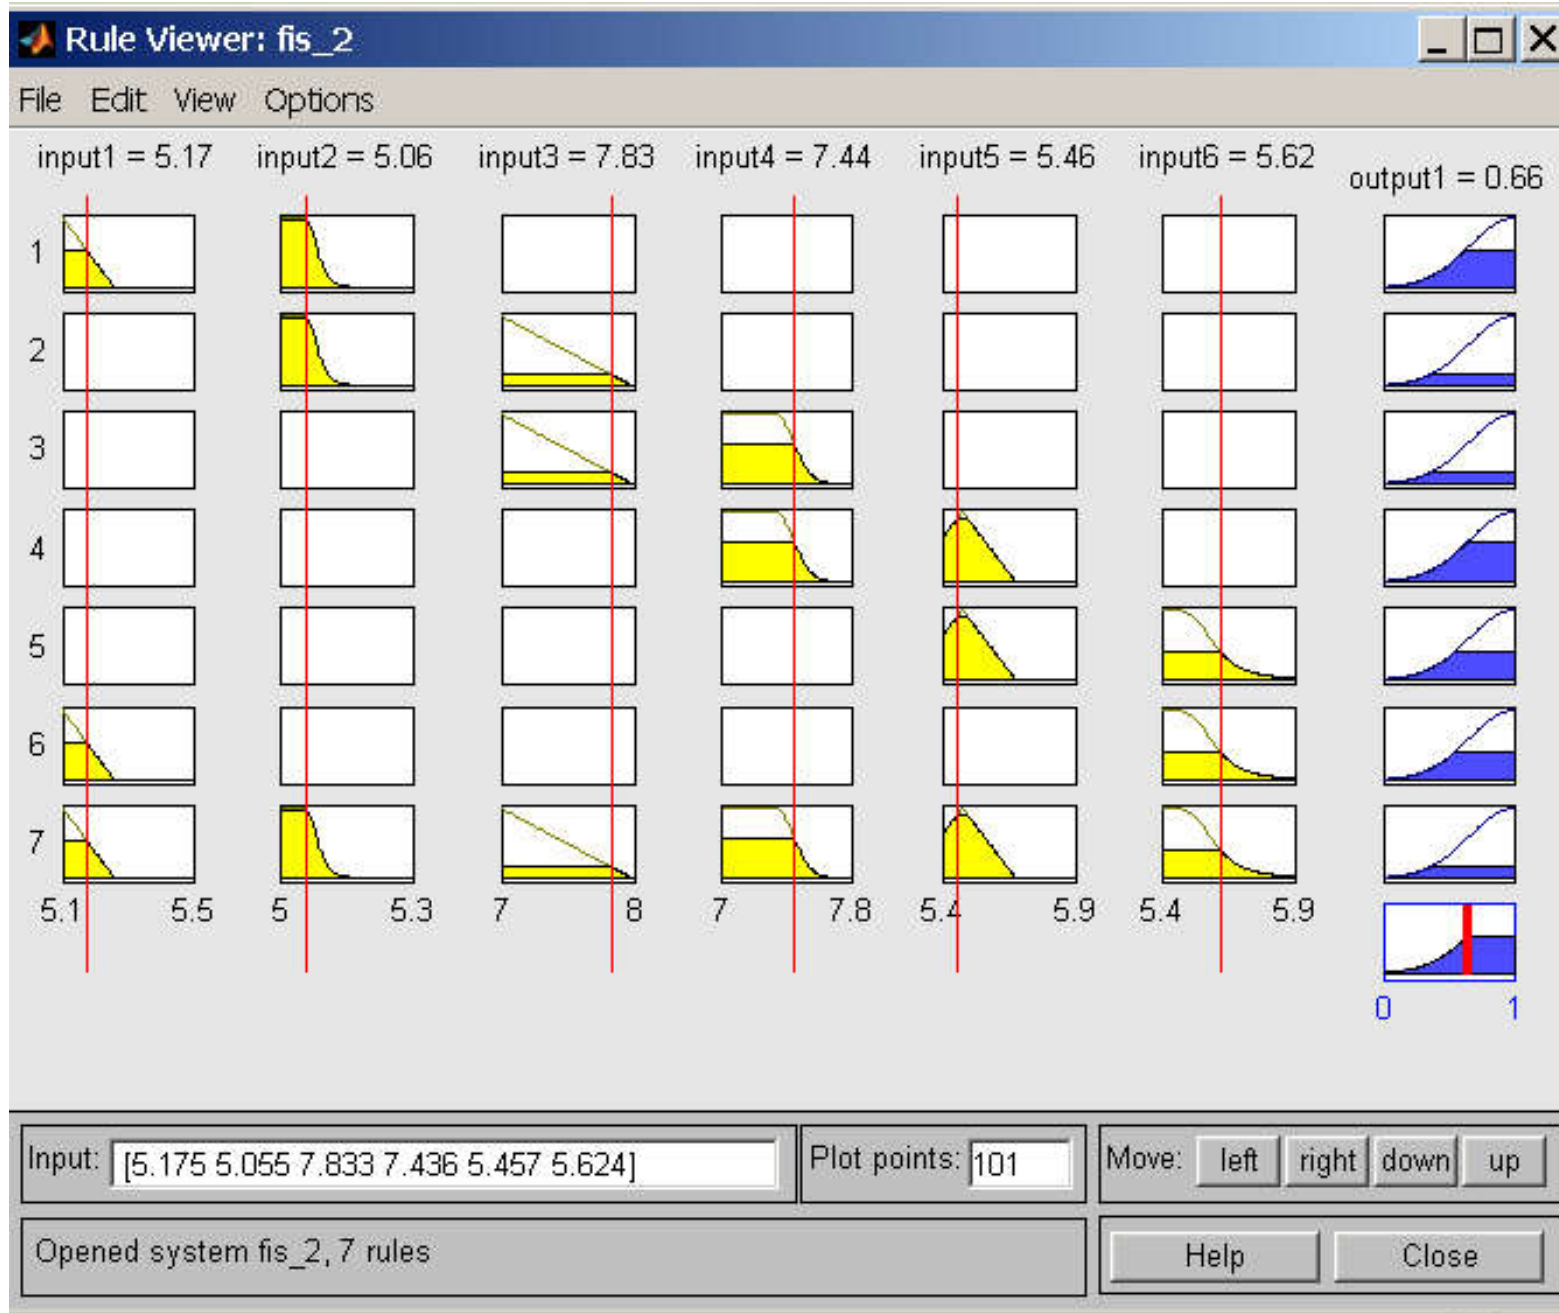 Rule Viewer: fis_2
File Edit View Options
input1 = 5.17 input2 = 5.06 input3 = 7.83 input4 = 7.44 input5 = 5.46 input6 = 5.62
output1 = 0.66
1
2
3
4
5
6
7
5.1 5.5 5 5.3 7 8 7 7.8 5.4 5.9 5.4 5.9
0 1
Input: [5.175 5.055 7.833 7.436 5.457 5.624] Plot points: 101 Move: left right down up
Opened system fis_2, 7 rules Help Close